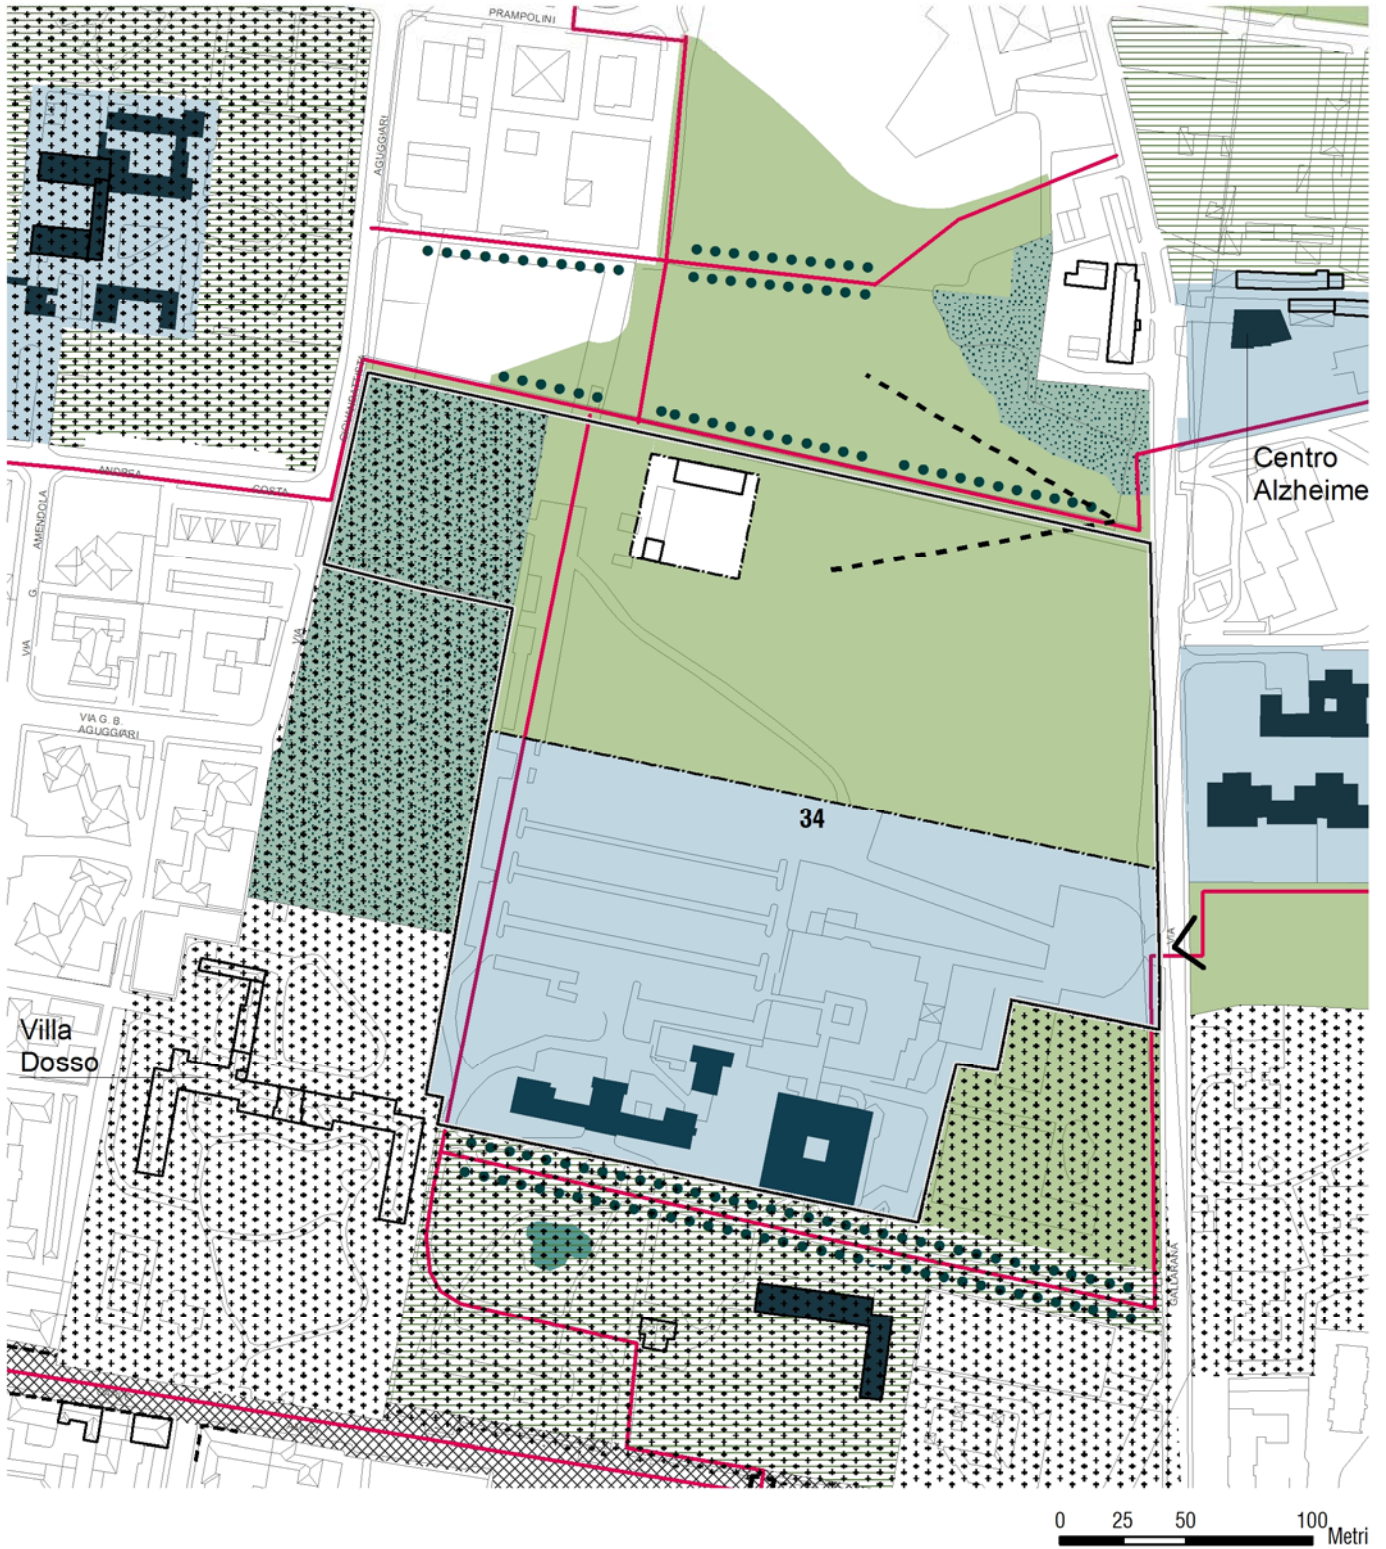 PRAMPOLINI
AGUGGIARI
ANDREA
COSTA
AMENDOLA
G.
VIA
VIA
VIA G. B.
AGUGGIARI
Centro
Alzheime
34
VIA
Villa
Dosso
GALLARANA
0 25 50 100
Metri